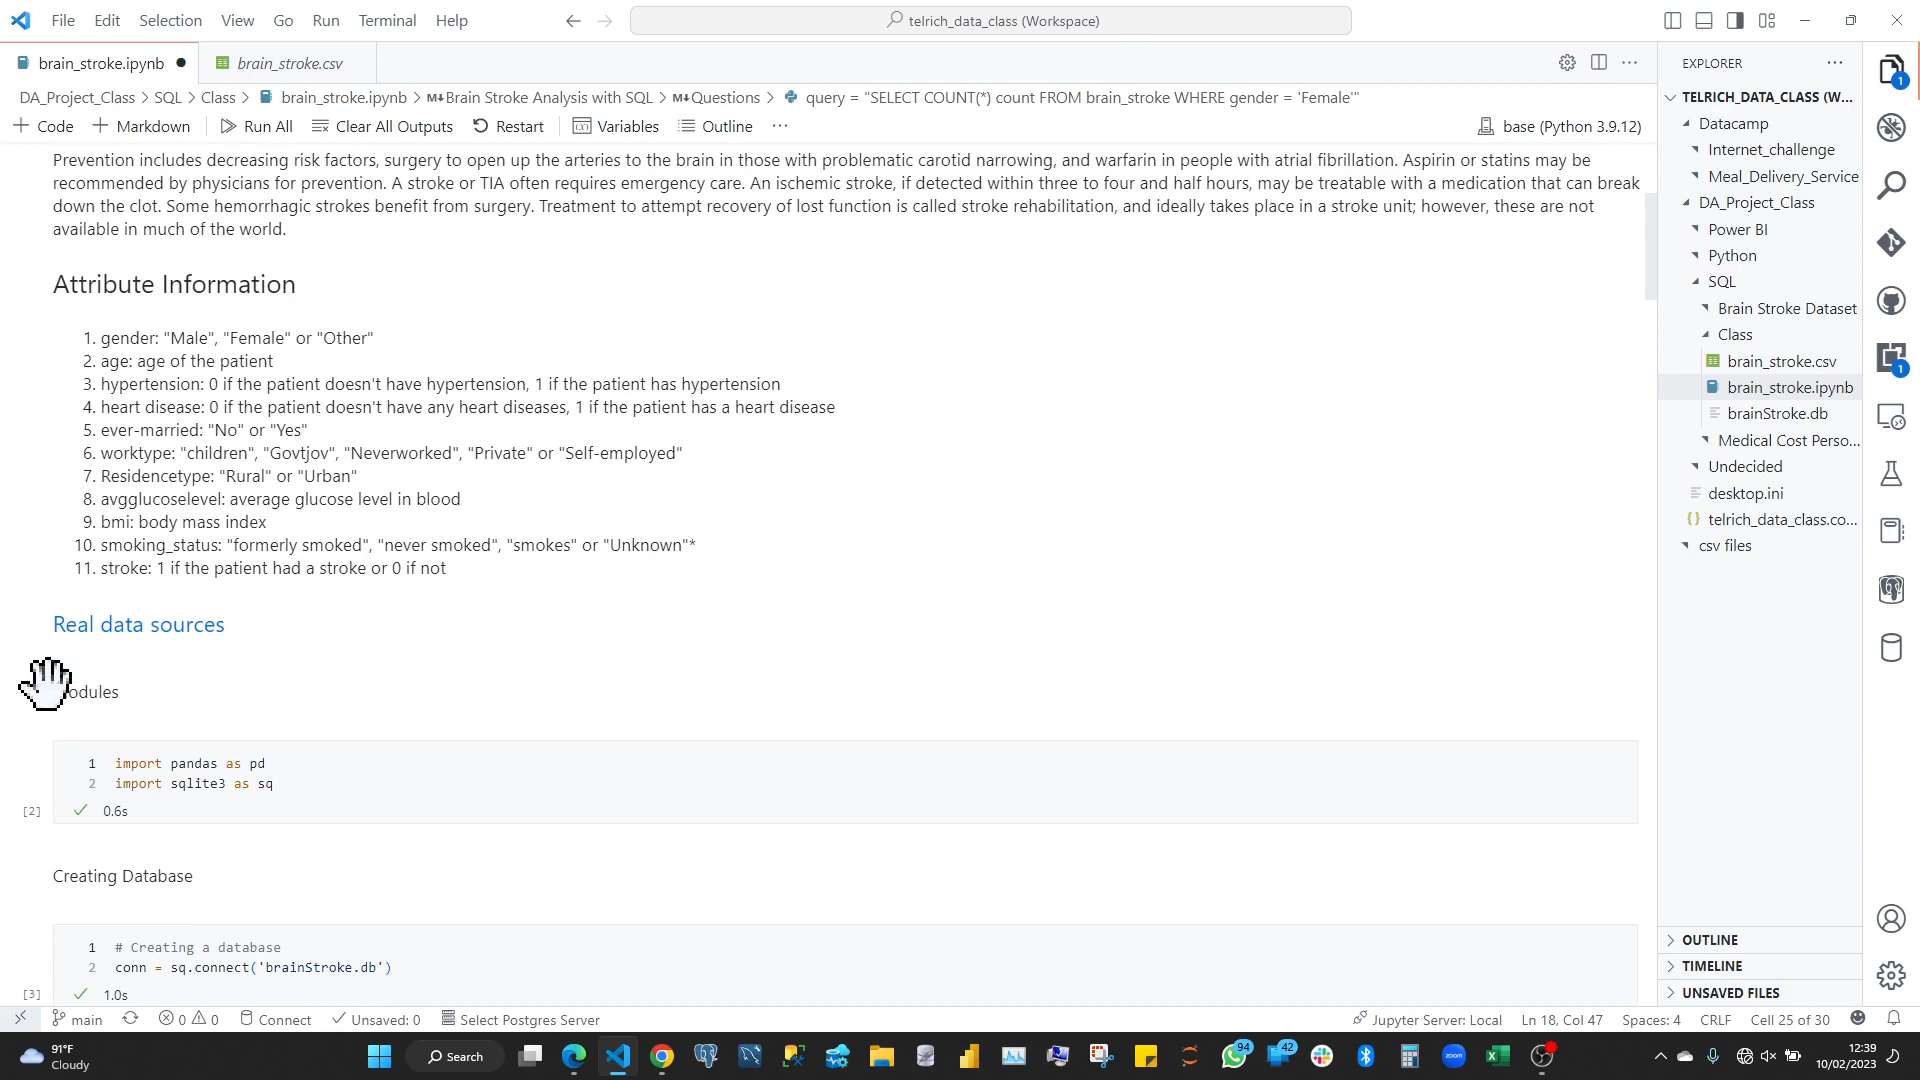 File Edit Selection View Go Run Terminal Help
telrich_data_class (Workspace)
brain_stroke.ipynb
brain_stroke.csv
DA_Project_Class > SQL > Class > brain_stroke.ipynb > M↓Brain Stroke Analysis with SQL > M↓Questions > query = "SELECT COUNT(*) count FROM brain_stroke WHERE gender = 'Female'"
Code Markdown Run All Clear All Outputs Restart Variables Outline ...
base (Python 3.9.12)
Prevention includes decreasing risk factors, surgery to open up the arteries to the brain in those with problematic carotid narrowing, and warfarin in people with atrial fibrillation. Aspirin or statins may be
recommended by physicians for prevention. A stroke or TIA often requires emergency care. An ischemic stroke, if detected within three to four and half hours, may be treatable with a medication that can break
down the clot. Some hemorrhagic strokes benefit from surgery. Treatment to attempt recovery of lost function is called stroke rehabilitation, and ideally takes place in a stroke unit; however, these are not
available in much of the world.
Attribute Information
1. gender: "Male", "Female" or "Other"
2. age: age of the patient
3. hypertension: 0 if the patient doesn't have hypertension, 1 if the patient has hypertension
4. heart disease: 0 if the patient doesn't have any heart diseases, 1 if the patient has a heart disease
5. ever-married: "No" or "Yes"
6. worktype: "children", "Govtjov", "Neverworked", "Private" or "Self-employed"
7. Residencetype: "Rural" or "Urban"
8. avgglucoselevel: average glucose level in blood
9. bmi: body mass index
10. smoking_status: "formerly smoked", "never smoked", "smokes" or "Unknown"*
11. stroke: 1 if the patient had a stroke or 0 if not
Real data sources
odules
1 import pandas as pd
2 import sqlite3 as sq
[2] 0.6s
Creating Database
1 # Creating a database
2 conn = sq.connect('brainStroke.db')
[3] 1.0s
EXPLORER
TELRICH_DATA_CLASS (W...
Datacamp
Internet_challenge
Meal_Delivery_Service
DA_Project_Class
Power BI
Python
SQL
Brain Stroke Dataset
Class
brain_stroke.csv
brain_stroke.ipynb
brainStroke.db
Medical Cost Perso...
Undecided
desktop.ini
telrich_data_class.co...
csv files
OUTLINE
TIMELINE
UNSAVED FILES
1
1
main 0 0 Connect Unsaved: 0 Select Postgres Server
Jupyter Server: Local Ln 18, Col 47 Spaces: 4 CRLF Cell 25 of 30
91°F
Cloudy
Search
94
42
zoom
12:39
10/02/2023